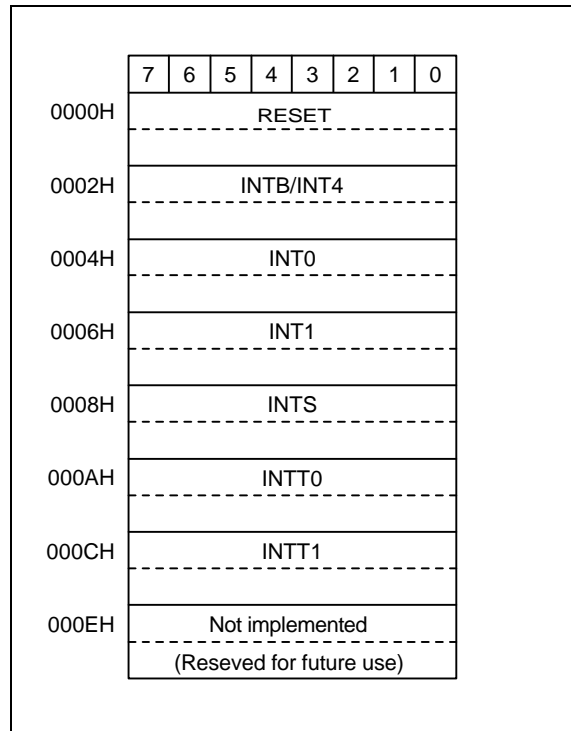 7 6 5 4 3 2 1 0
0000H RESET
0002H INTB/INT4
0004H INT0
0006H INT1
0008H INTS
000AH INTT0
000CH INTT1
000EH Not implemented
(Reseved for future use)